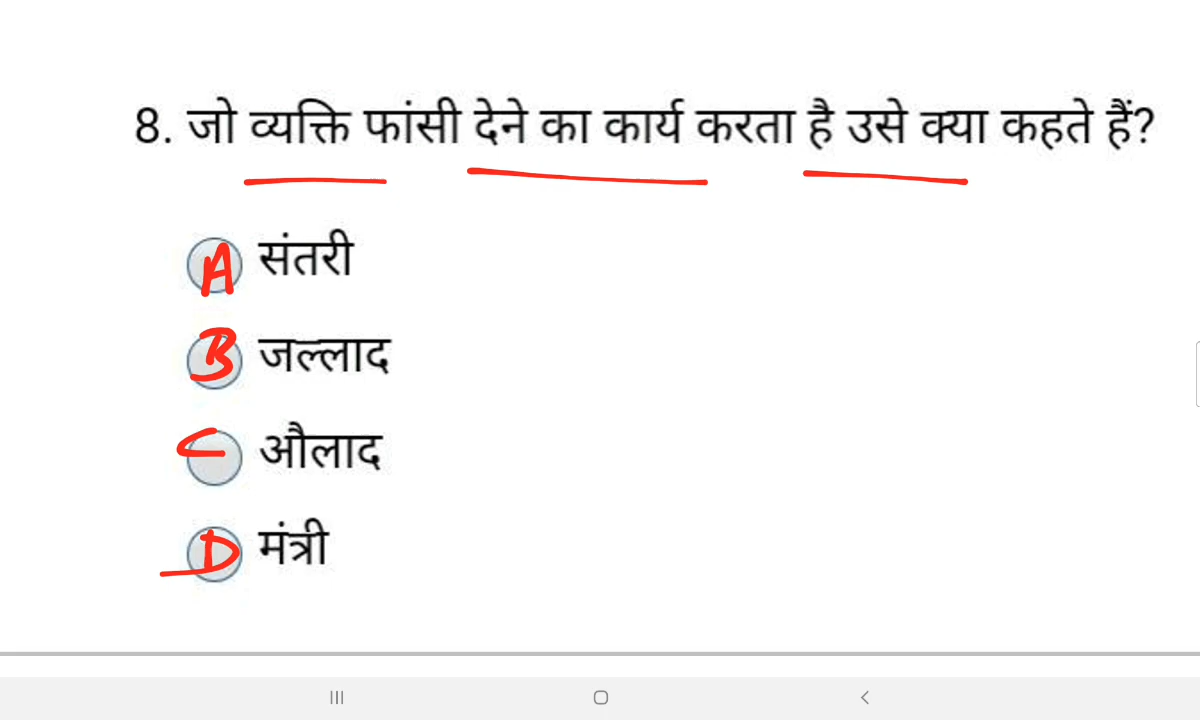 8. जो व्यक्ति फांसी देने का कार्य करता है उसे क्या कहते हैं?
A संतरी
B जल्लाद
C औलाद
D मंत्री